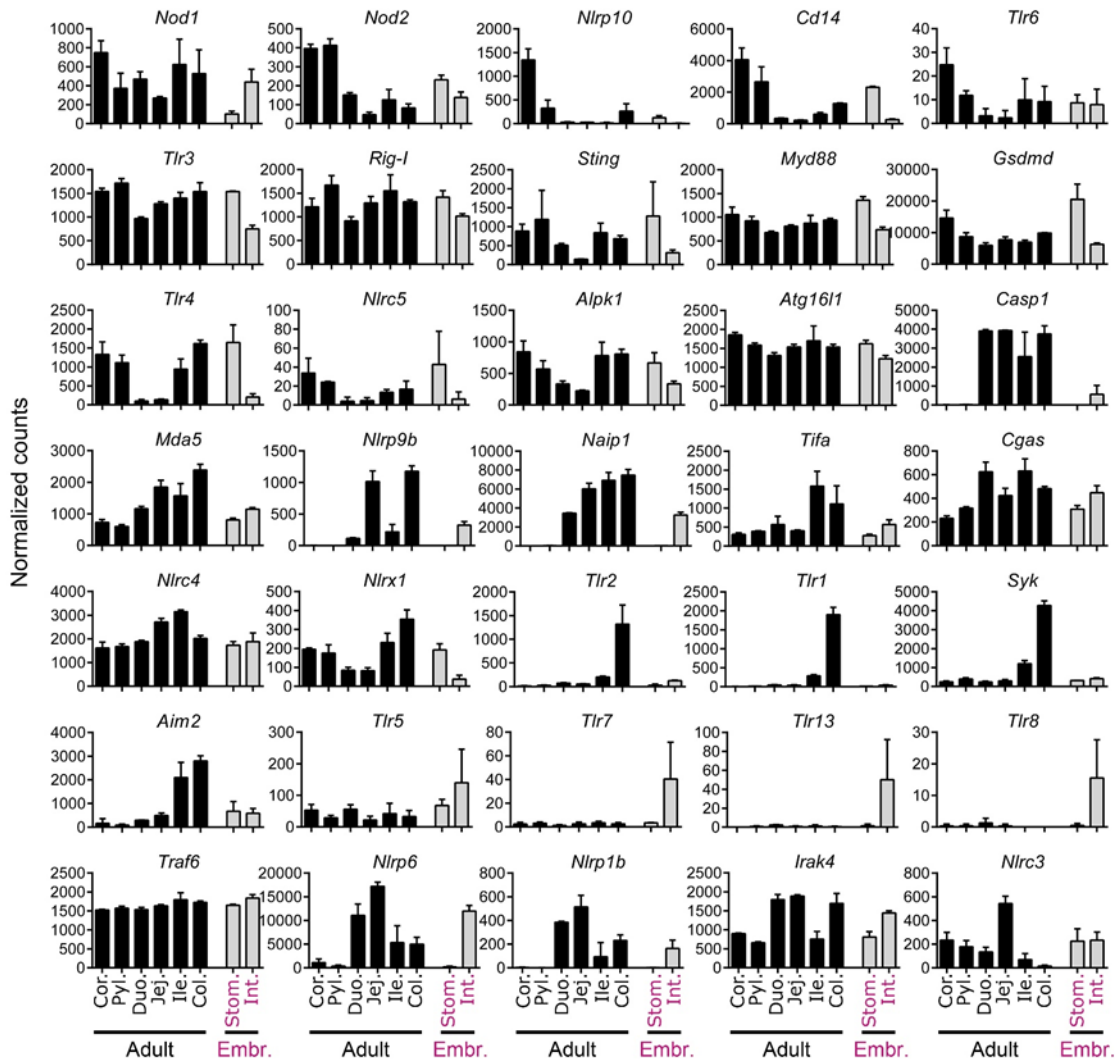 Normalized counts
Nod1 Nod2 Nlrp10 Cd14 Tlr6
1000 800 600 400 200 0
500 400 300 200 100 0
2000 1500 1000 500 0
6000 4000 2000 0
40 30 20 10 0
Tlr3 Rig-I Sting Myd88 Gsdmd
2000 1500 1000 500 0
2000 1500 1000 500 0
2500 2000 1500 1000 500 0
2000 1500 1000 500 0
30000 20000 10000 0
Tlr4 Nlrc5 Alpk1 Atg16l1 Casp1
2500 2000 1500 1000 500 0
100 80 60 40 20 0
1500 1000 500 0
2500 2000 1500 1000 500 0
5000 4000 3000 2000 1000 0
Mda5 Nlrp9b Naip1 Tifa Cgas
3000 2000 1000 0
1500 1000 500 0
10000 8000 6000 4000 2000 0
2500 2000 1500 1000 500 0
800 600 400 200 0
Nlrc4 Nlrx1 Tlr2 Tlr1 Syk
4000 3000 2000 1000 0
500 400 300 200 100 0
2000 1500 1000 500 0
2500 2000 1500 1000 500 0
5000 4000 3000 2000 1000 0
Aim2 Tlr5 Tlr7 Tlr13 Tlr8
4000 3000 2000 1000 0
300 200 100 0
80 60 40 20 0
100 80 60 40 20 0
30 20 10 0
Traf6 Nlrp6 Nlrp1b Irak4 Nlrc3
2500 2000 1500 1000 500 0
20000 15000 10000 5000 0
800 600 400 200 0
2500 2000 1500 1000 500 0
800 600 400 200 0
Cor. Pyl. Duo. Jej. Ile. Col. Stom. Int.
Cor. Pyl. Duo. Jej. Ile. Col. Stom. Int.
Cor. Pyl. Duo. Jej. Ile. Col. Stom. Int.
Cor. Pyl. Duo. Jej. Ile. Col. Stom. Int.
Cor. Pyl. Duo. Jej. Ile. Col. Stom. Int.
Adult Embr. Adult Embr. Adult Embr. Adult Embr. Adult Embr.